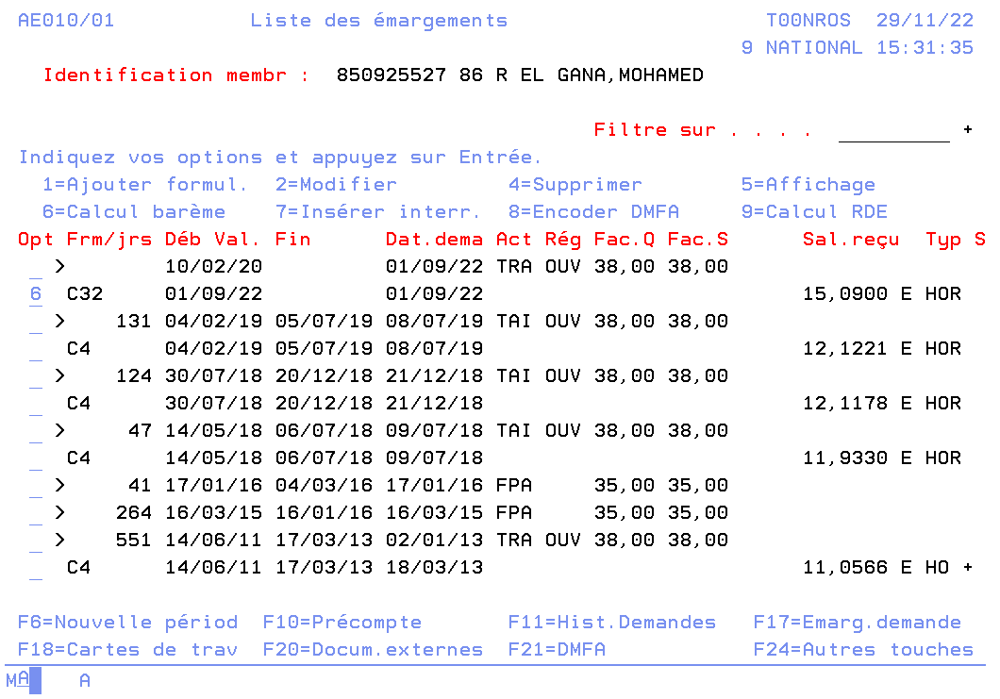 AE010/01 Liste des émargements T00NROS 29/11/22
9 NATIONAL 15:31:35
Identification membr : 850925527 86 R EL GANA,MOHAMED
Filtre sur . . . . _________ +
Indiquez vos options et appuyez sur Entrée.
1=Ajouter formul. 2=Modifier 4=Supprimer 5=Affichage
6=Calcul barème 7=Insérer interr. 8=Encoder DMFA 9=Calcul RDE
Opt Frm/jrs Déb Val. Fin Dat.dema Act Rég Fac.Q Fac.S Sal.reçu Typ S
_ > 10/02/20 01/09/22 TRA OUV 38,00 38,00
6 C32 01/09/22 01/09/22 15,0900 E HOR
_ > 131 04/02/19 05/07/19 08/07/19 TAI OUV 38,00 38,00
_ C4 04/02/19 05/07/19 08/07/19 12,1221 E HOR
_ > 124 30/07/18 20/12/18 21/12/18 TAI OUV 38,00 38,00
_ C4 30/07/18 20/12/18 21/12/18 12,1178 E HOR
_ > 47 14/05/18 06/07/18 09/07/18 TAI OUV 38,00 38,00
_ C4 14/05/18 06/07/18 09/07/18 11,9330 E HOR
_ > 41 17/01/16 04/03/16 17/01/16 FPA 35,00 35,00
_ > 264 16/03/15 16/01/16 16/03/15 FPA 35,00 35,00
_ > 551 14/06/11 17/03/13 02/01/13 TRA OUV 38,00 38,00
_ C4 14/06/11 17/03/13 18/03/13 11,0566 E HO +
F6=Nouvelle périod F10=Précompte F11=Hist.Demandes F17=Emarg.demande
F18=Cartes de trav F20=Docum.externes F21=DMFA F24=Autres touches
MA A